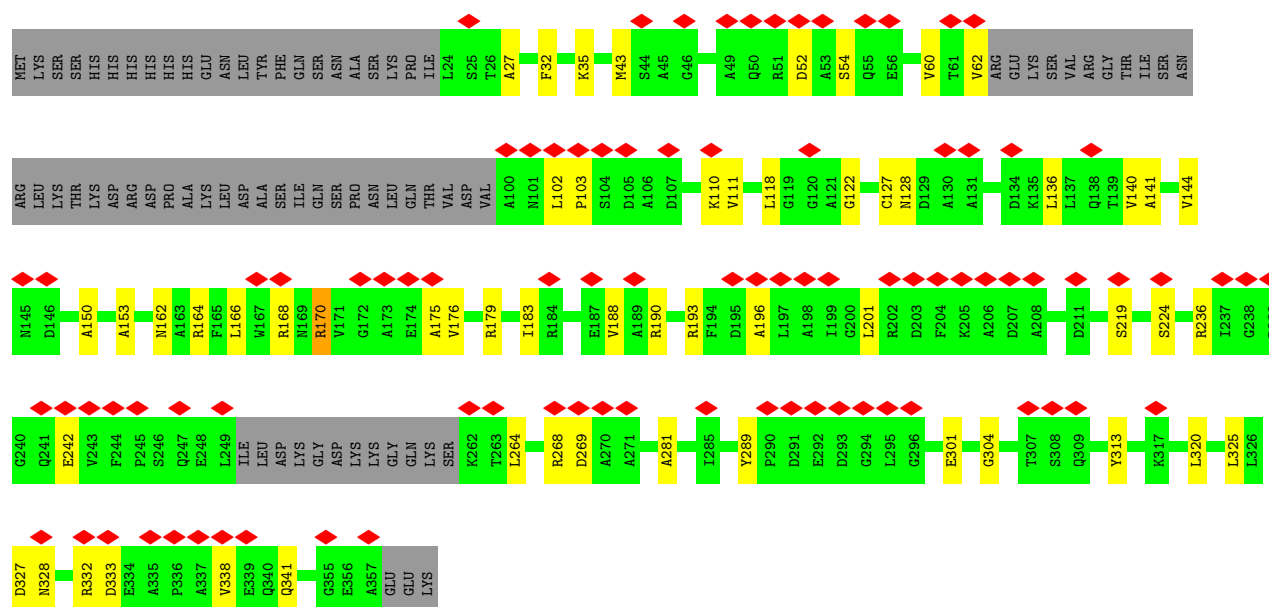 MET LYS SER SER HIS HIS HIS HIS HIS HIS GLU ASN LEU TYR PHE GLN SER ASN ALA SER LYS PRO ILE L24 S25 T26 A27 F32 K35 M43 S44 A45 G46 A49 Q50 R51 D52 A53 S54 Q55 E56 V60 T61 V62 ARG GLU LYS SER VAL ARG GLY THR ILE SER ASN
ARG LEU LYS THR LYS ASP ARG ASP PRO ALA LYS LEU ASP ALA SER ILE GLN SER PRO ASN LEU GLN THR VAL ASP VAL A100 N101 L102 P103 S104 D105 A106 D107 K110 V111 L118 G119 G120 A121 G122 C127 N128 D129 A130 A131 D134 K135 L136 L137 Q138 T139 V140 A141 V144
N145 D146 A150 A153 N162 A163 R164 F165 L166 W167 R168 N169 R170 V171 G172 A173 E174 A175 V176 R179 I183 R184 E187 V188 A189 R190 R193 F194 D195 A196 L197 A198 I199 G200 L201 R202 D203 F204 K205 A206 D207 A208 D211 S219 S224 R236 I237 G238
G240 Q241 E242 V243 F244 P245 S246 Q247 E248 L249 ILE LEU ASP LYS GLY ASP LYS LYS GLY GLN LYS SER K262 T263 L264 R268 D269 A270 A271 A281 I285 Y289 P290 D291 E292 D293 G294 L295 G296 E301 G304 T307 S308 Q309 Y313 K317 L320 L325 L326
D327 N328 R332 D333 E334 A335 P336 A337 V338 E339 Q340 Q341 G355 E356 A357 GLU GLU LYS